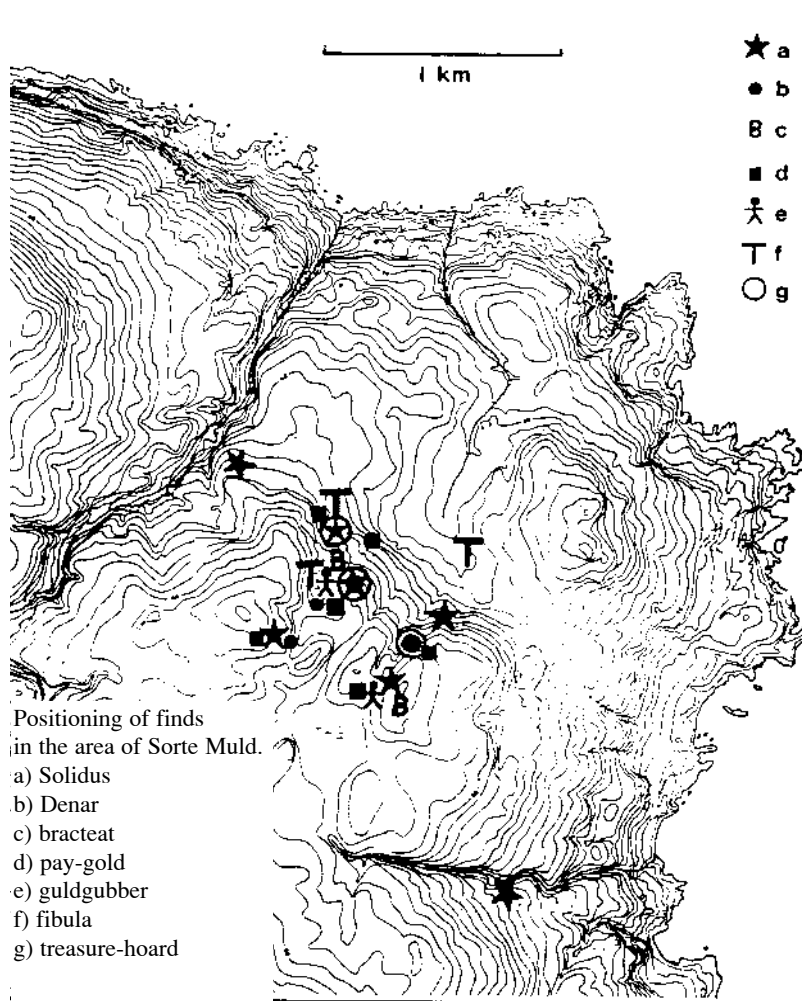 1 km
a
b
B c
d
e
f
g
B
B
Positioning of finds
in the area of Sorte Muld.
a) Solidus
b) Denar
c) bracteat
d) pay-gold
e) guldgubber
f) fibula
g) treasure-hoard